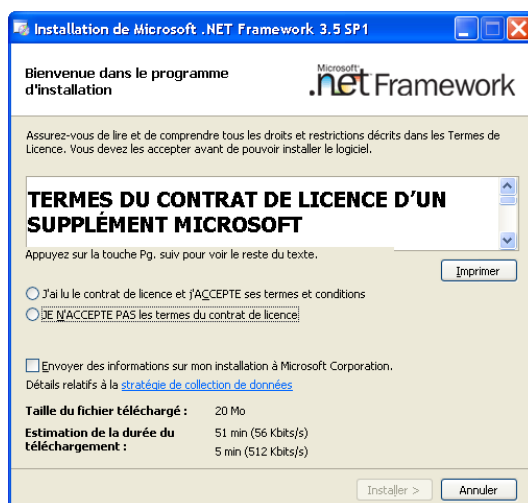 Installation de Microsoft .NET Framework 3.5 SP1
Bienvenue dans le programme
d'installation
Microsoft
.net Framework
Assurez-vous de lire et de comprendre tous les droits et restrictions décrits dans les Termes de
Licence. Vous devez les accepter avant de pouvoir installer le logiciel.
TERMES DU CONTRAT DE LICENCE D'UN
SUPPLÉMENT MICROSOFT
Appuyez sur la touche Pg. suiv pour voir le reste du texte.
Imprimer
J'ai lu le contrat de licence et j'ACCEPTE ses termes et conditions
JE N'ACCEPTE PAS les termes du contrat de licence
Envoyer des informations sur mon installation à Microsoft Corporation.
Détails relatifs à la stratégie de collection de données
Taille du fichier téléchargé : 20 Mo
Estimation de la durée du 51 min (56 Kbits/s)
téléchargement : 5 min (512 Kbits/s)
Installer > Annuler